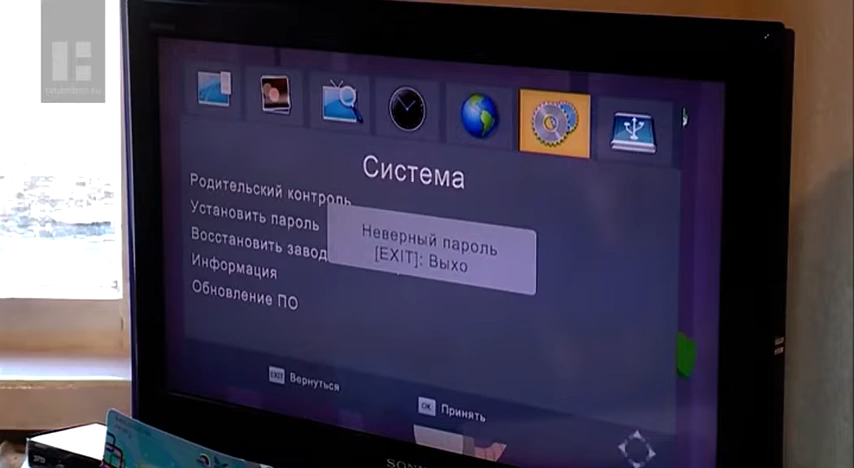 Система
Родительский контроль
Установить пароль
Восстановить завод
Информация
Обновление ПО
Неверный пароль
[EXIT]: Выхо
EXIT Вернуться
OK Принять
SONY